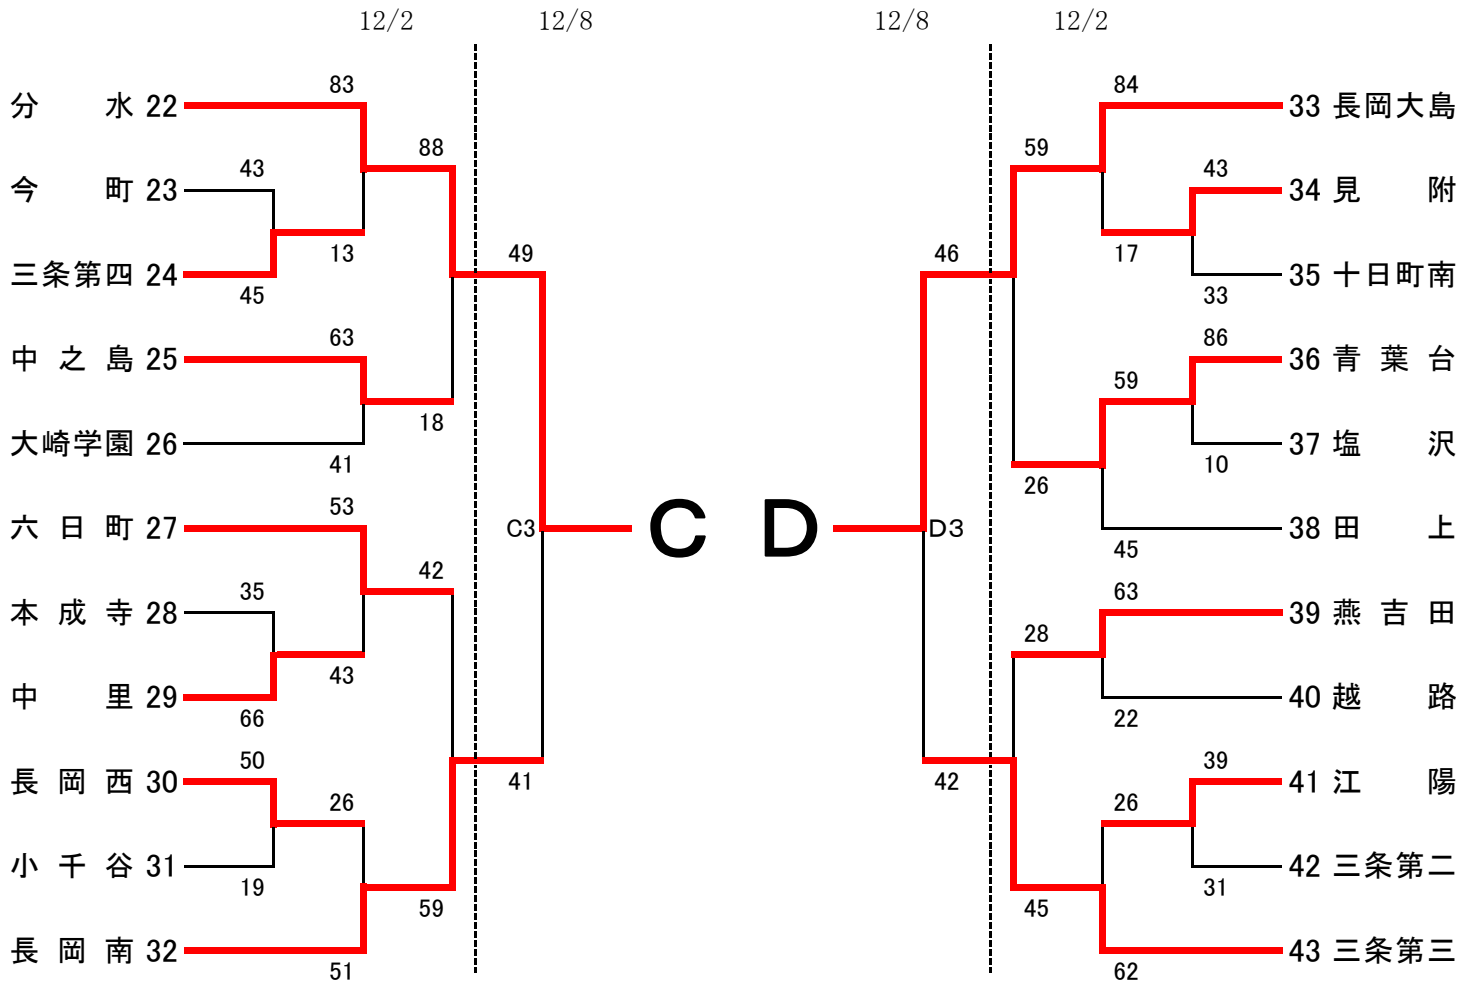 12/2 12/8 12/8 12/2
83 84
分 水 22 33 長岡大島
88 59
43 43
今 町 23 34 見 附
13 49 46 17
三条第四 24 35 十日町南
45 33
63 86
中 之 島 25 36 青 葉 台
59
18
大崎学園 26 37 塩 沢
41 10
26
53
六 日 町 27 C3 C D D3 38 田 上
45
42 63
35
本 成 寺 28 39 燕 吉 田
28
43
中 里 29 40 越 路
66 22
50 39
長 岡 西 30 41 42 41 江 陽
26 26
小 千 谷 31 42 三条第二
19 31
59 45
長 岡 南 32 43 三条第三
51 62